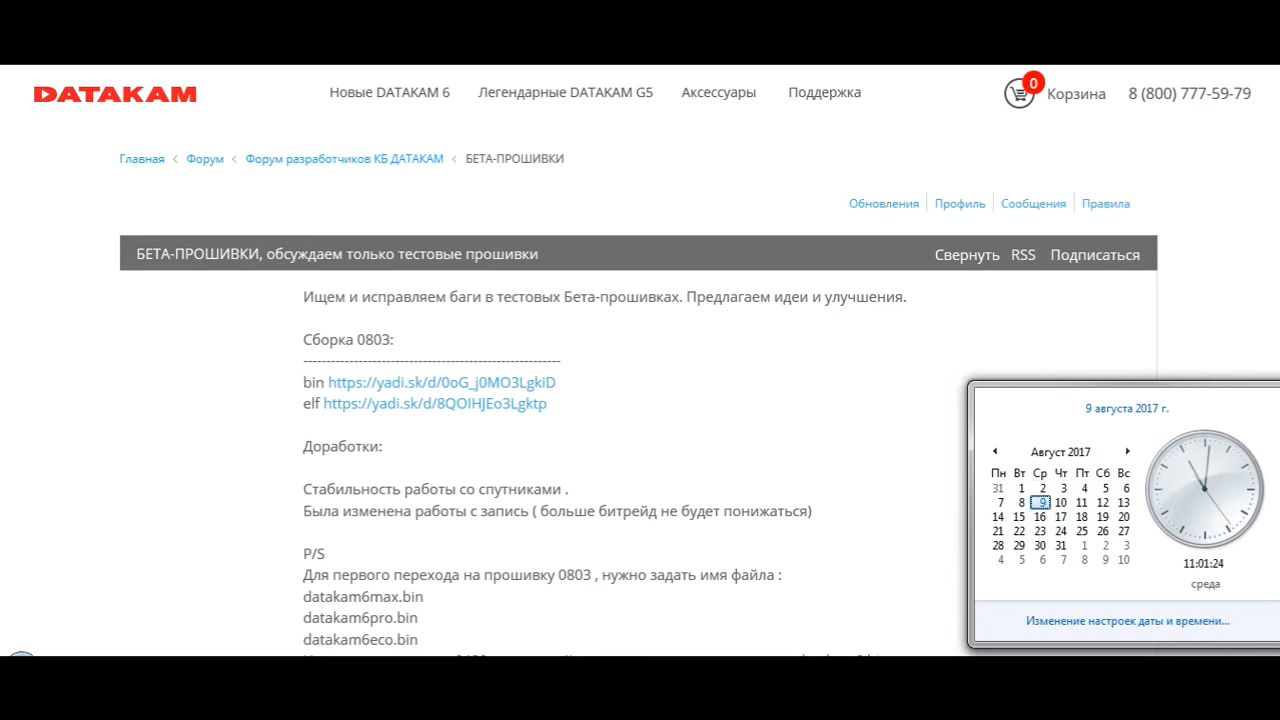 DATAKAM
Новые DATAKAM 6 Легендарные DATAKAM G5 Аксессуары Поддержка
0
Корзина 8 (800) 777-59-79
Главная < Форум < Форум разработчиков КБ ДАТАКАМ < БЕТА-ПРОШИВКИ
Обновления Профиль Сообщения Правила
БЕТА-ПРОШИВКИ, обсуждаем только тестовые прошивки
Свернуть RSS Подписаться
Ищем и исправляем баги в тестовых Бета-прошивках. Предлагаем идеи и улучшения.
Сборка 0803:
------------------------------------------------------
bin https://yadi.sk/d/0oG_j0MO3LgkiD
elf https://yadi.sk/d/8QOIHJEo3Lgktp
Доработки:
Стабильность работы со спутниками .
Была изменена работы с запись ( больше битрейд не будет понижаться)
P/S
Для первого перехода на прошивку 0803 , нужно задать имя файла :
datakam6max.bin
datakam6pro.bin
datakam6eco.bin
9 августа 2017 г.
Август 2017
Пн Вт Ср Чт Пт Сб Вс
31 1 2 3 4 5 6
7 8 9 10 11 12 13
14 15 16 17 18 19 20
21 22 23 24 25 26 27
28 29 30 31 1 2 3
4 5 6 7 8 9 10
11:01:24
среда
Изменение настроек даты и времени...